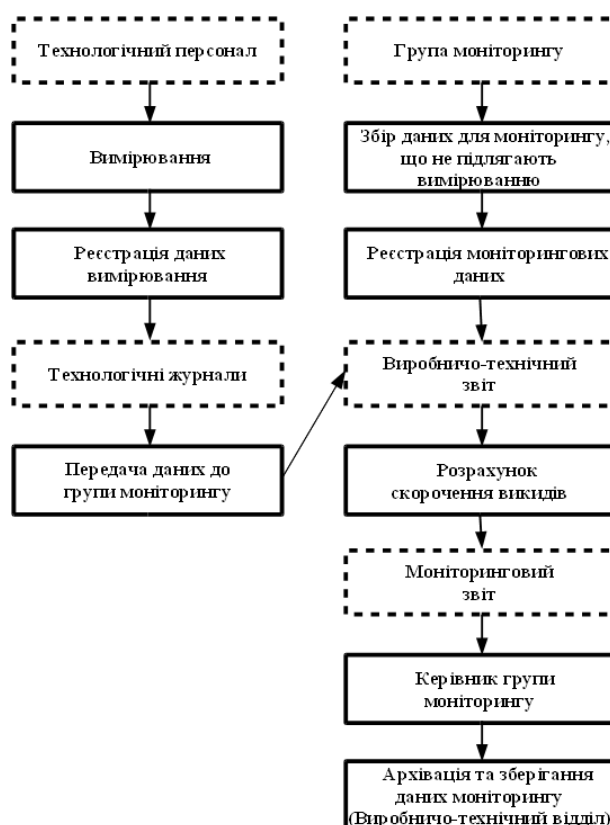 Технологічний персонал
Вимірювання
Реєстрація даних
вимірювання
Технологічні журнали
Передача даних до
групи моніторингу
Група моніторингу
Збір даних для моніторингу,
що не підлягають
вимірюванню
Реєстрація моніторингових
даних
Виробничо-технічний
звіт
Розрахунок
скорочення викидів
Моніторинговий
звіт
Керівник групи
моніторингу
Архівація та зберігання
даних моніторингу
(Виробничо-технічний відділ)